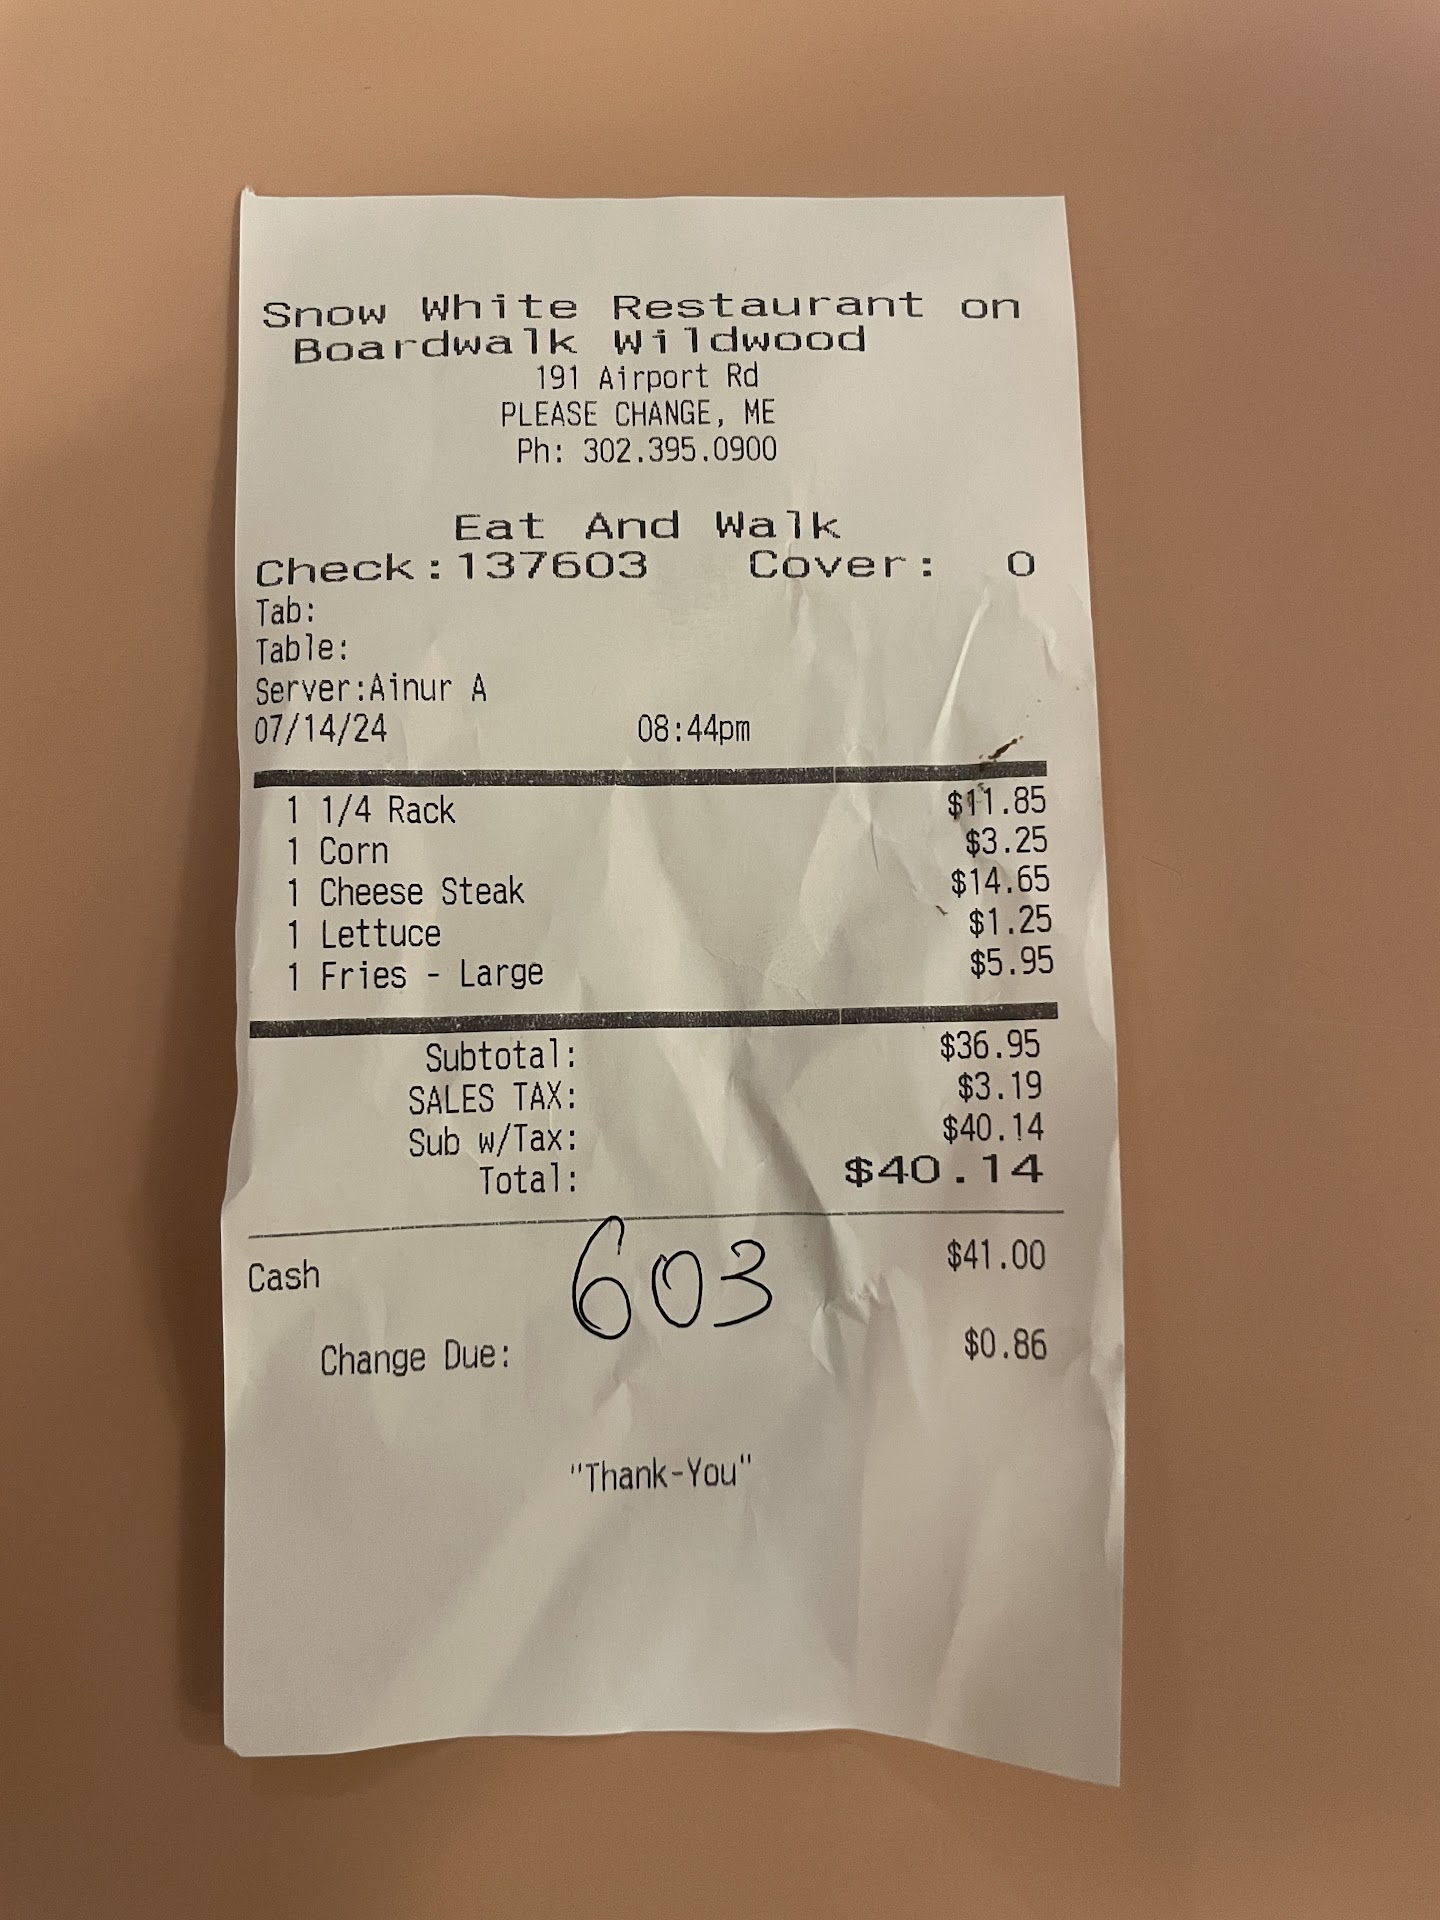 Snow White Restaurant on
Boardwalk Wildwood
191 Airport Rd
PLEASE CHANGE, ME
Ph: 302.395.0900
Eat And Walk
Check:137603 Cover: 0
Tab:
Table:
Server:Ainur A
07/14/24 08:44pm
1 1/4 Rack $11.85
1 Corn $3.25
1 Cheese Steak $14.65
1 Lettuce $1.25
1 Fries - Large $5.95
Subtotal: $36.95
SALES TAX: $3.19
Sub w/Tax: $40.14
Total: $40.14
Cash $41.00
603
Change Due: $0.86
"Thank-You"